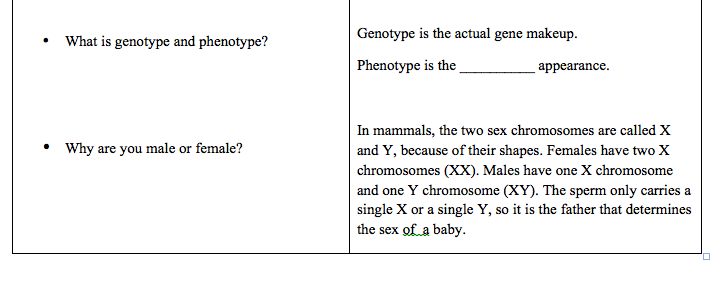 • What is genotype and phenotype?
Genotype is the actual gene makeup.
Phenotype is the __________ appearance.
• Why are you male or female?
In mammals, the two sex chromosomes are called X
and Y, because of their shapes. Females have two X
chromosomes (XX). Males have one X chromosome
and one Y chromosome (XY). The sperm only carries a
single X or a single Y, so it is the father that determines
the sex of a baby.